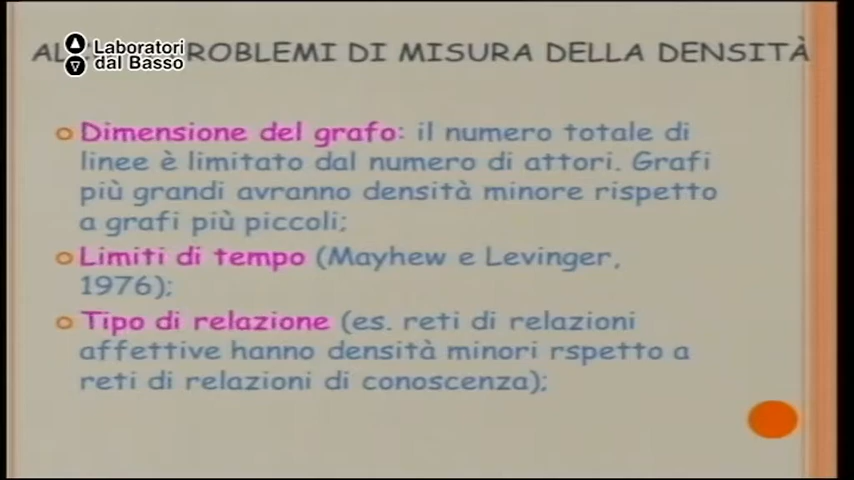 Laboratori
dal Basso
ROBLEMI DI MISURA DELLA DENSITÀ
Dimensione del grafo: il numero totale di
linee è limitato dal numero di attori. Grafi
più grandi avranno densità minore rispetto
a grafi più piccoli;
Limiti di tempo (Mayhew e Levinger,
1976);
Tipo di relazione (es. reti di relazioni
affettive hanno densità minori rspetto a
reti di relazioni di conoscenza);